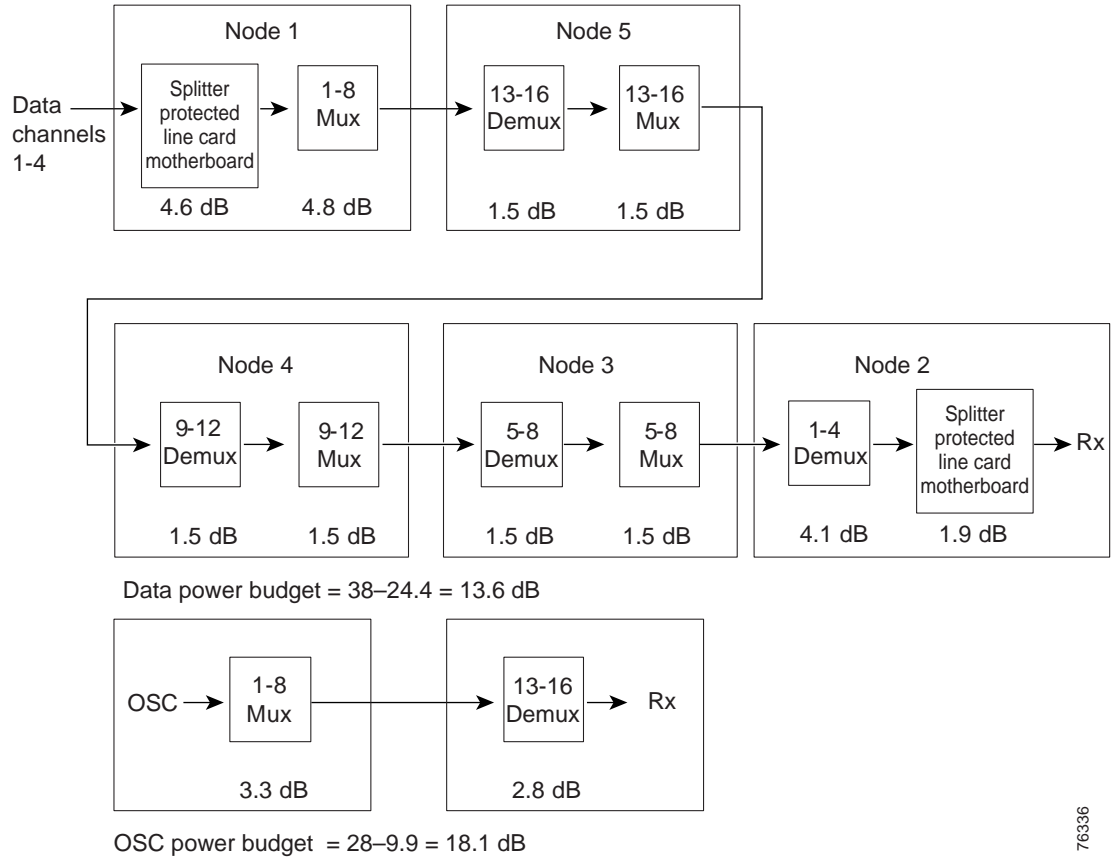 Node 1
Node 5
Data
channels
1-4
Splitter
protected
line card
motherboard
1-8
Mux
13-16
Demux
13-16
Mux
4.6 dB
4.8 dB
1.5 dB
1.5 dB
Node 4
Node 3
Node 2
9-12
Demux
9-12
Mux
5-8
Demux
5-8
Mux
1-4
Demux
Splitter
protected
line card
motherboard
Rx
1.5 dB
1.5 dB
1.5 dB
1.5 dB
4.1 dB
1.9 dB
Data power budget = 38–24.4 = 13.6 dB
OSC
1-8
Mux
13-16
Demux
Rx
3.3 dB
2.8 dB
OSC power budget = 28–9.9 = 18.1 dB
76336